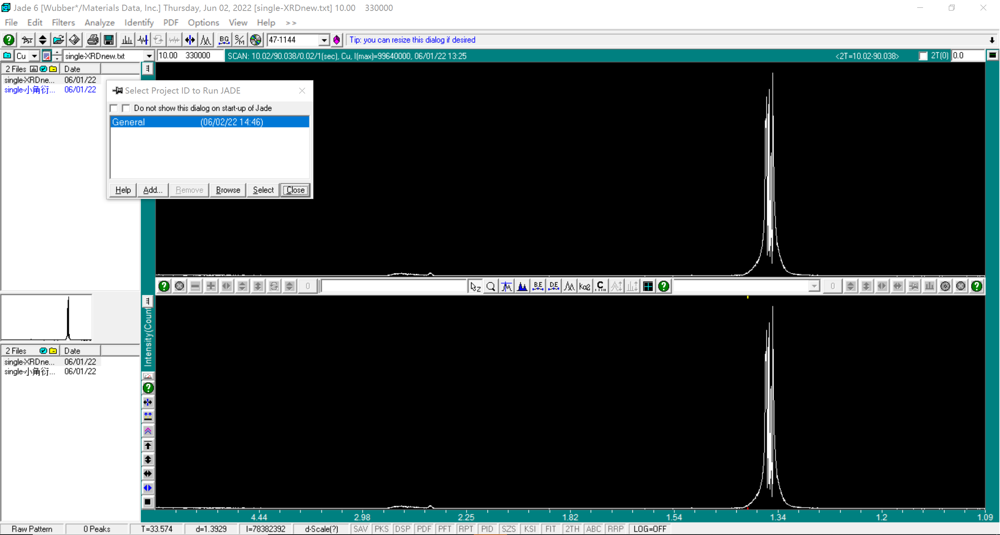 Jade 6 [Wubber*/Materials Data, Inc.] Thursday, Jun 02, 2022 [single-XRDnew.txt] 10.00 330000
File Edit Filters Analyze Identify PDF Options View Help >>
BG S/M 47-1144 Tip: you can resize this dialog if desired
Cu single-XRDnew.txt 10.00 330000 SCAN: 10.02/90.038/0.02/1(sec), Cu, I(max)=99640000, 06/01/22 13:25 <2T=10.02-90.038> 2T(0) 0.0
2 Files Date
single-XRDne... 06/01/22
single-小角衍... 06/01/22
Select Project ID to Run JADE
Do not show this dialog on start-up of Jade
General (06/02/22 14:46)
Help Add... Remove Browse Select Close
0 Z B.E. D.E. kα2 C 0
Intensity(Count
2 Files Date
single-XRDne... 06/01/22
single-小角衍... 06/01/22
4.44 2.98 2.25 1.82 1.54 1.34 1.2 1.09
Raw Pattern 0 Peaks T=33.574 d=1.3929 I=78382392 d-Scale(?) SAV PKS DSP PDF PFT RPT PID SZS KSI FIT 2TH ABC RRP LOG=OFF